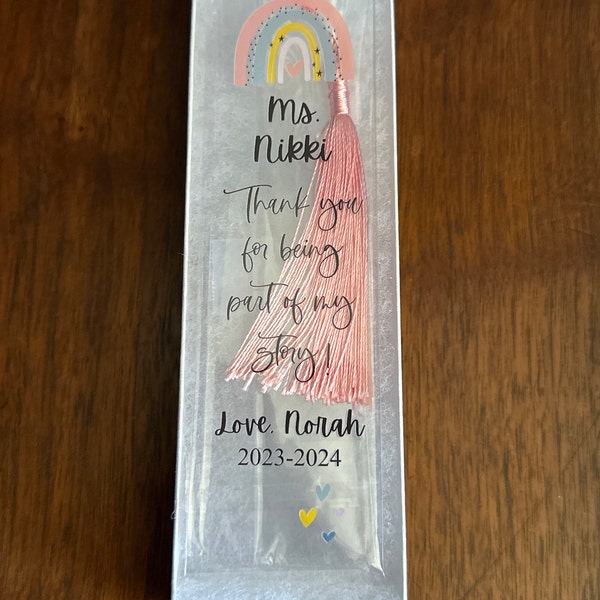 Ms.
Nikki
Thank you
for being
part of my
story!
Love, Norah
2023-2024